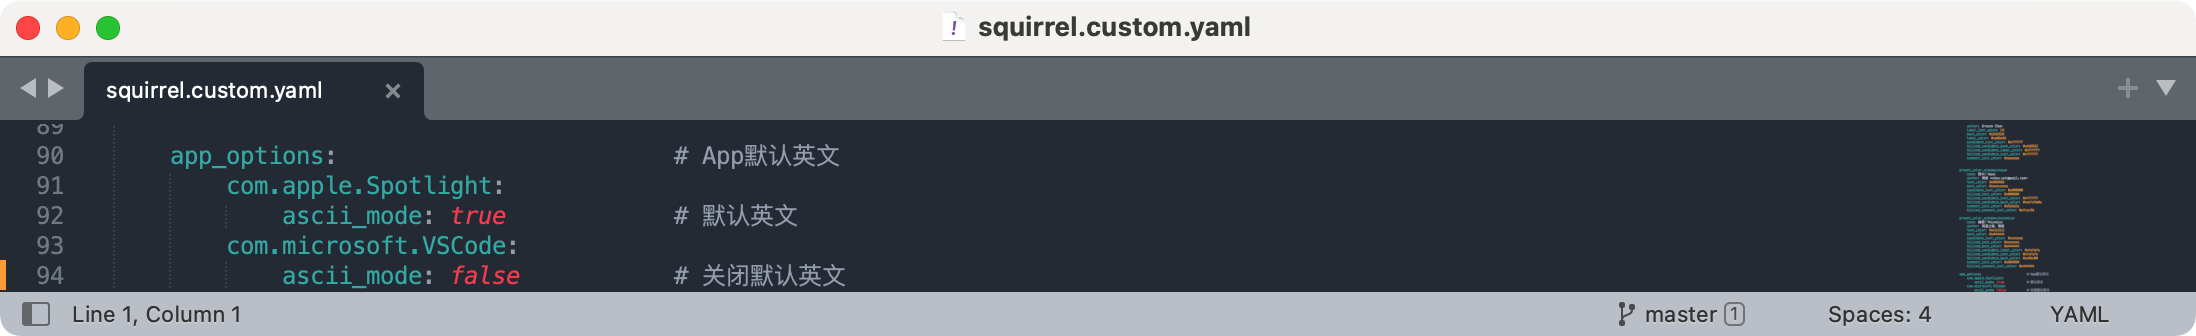 squirrel.custom.yaml
squirrel.custom.yaml
89
90 app_options: # App默认英文
91 com.apple.Spotlight:
92 ascii_mode: true # 默认英文
93 com.microsoft.VSCode:
94 ascii_mode: false # 关闭默认英文
Line 1, Column 1 master 1 Spaces: 4 YAML